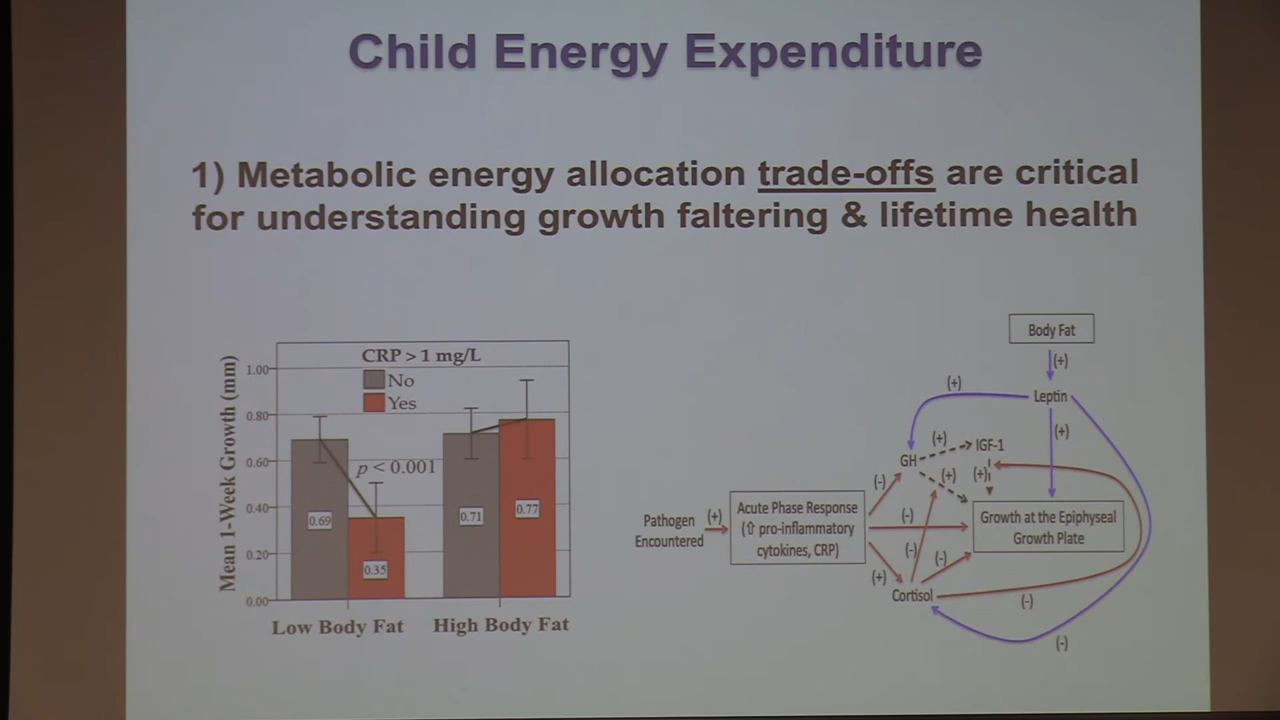 Child Energy Expenditure
1) Metabolic energy allocation trade-offs are critical
for understanding growth faltering & lifetime health
CRP > 1 mg/L
No
Yes
Mean 1-Week Growth (mm)
1.00
0.80
0.60
0.40
0.20
0.00
p < 0.001
0.69
0.35
0.71
0.77
Low Body Fat
High Body Fat
Body Fat
(+)
Leptin
(+)
(+)
GH
(+)
IGF-1
(+)
(+)
Pathogen
Encountered
(+)
Acute Phase Response
(⇧ pro-inflammatory
cytokines, CRP)
(-)
(-)
(+)
(-)
(-)
Growth at the Epiphyseal
Growth Plate
Cortisol
(-)
(-)